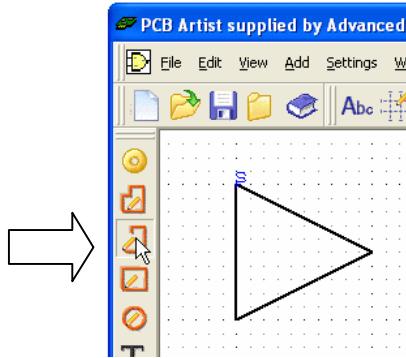 PCB Artist supplied by Advanced
File Edit View Add Settings W
Abc
S
T